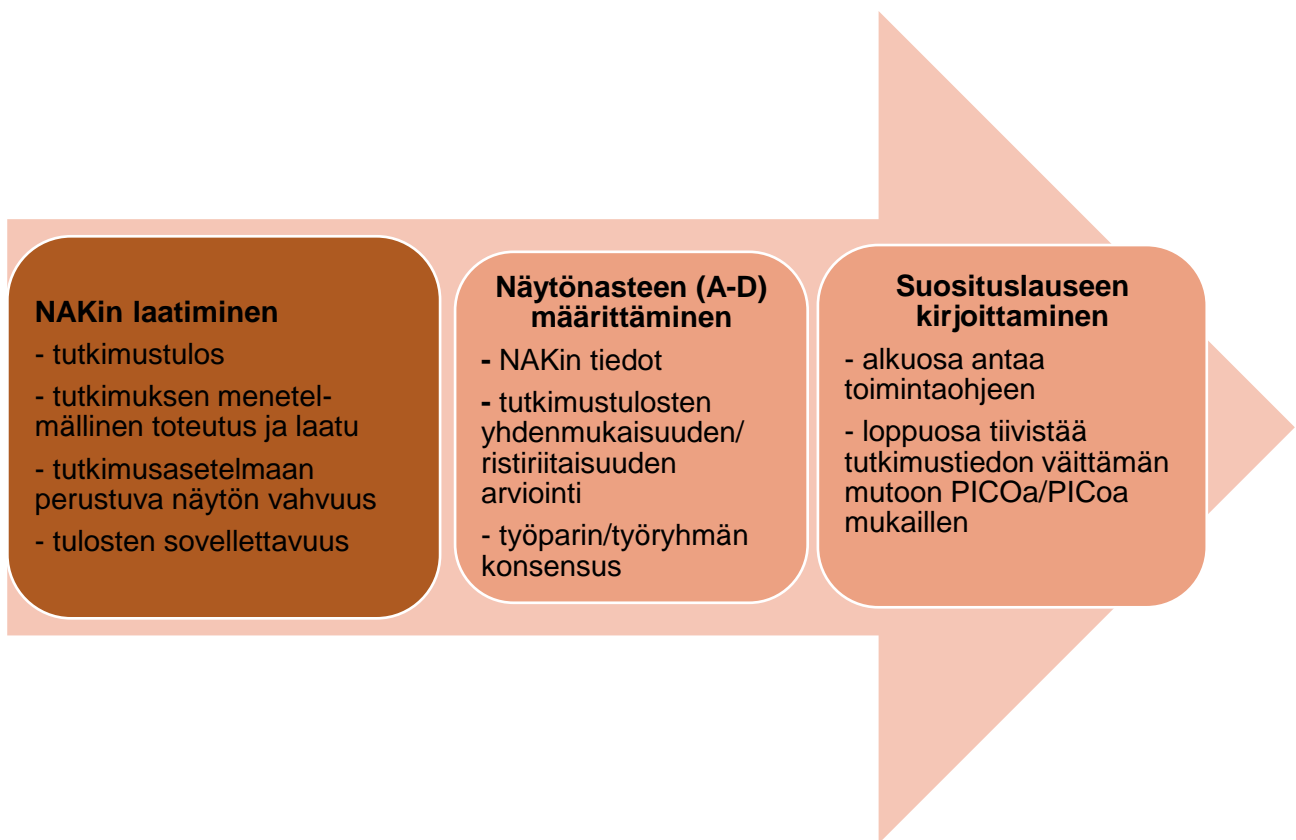 NAKin laatiminen
- tutkimustulos
- tutkimuksen menetel-
mällinen toteutus ja laatu
- tutkimusasetelmaan
perustuva näytön vahvuus
- tulosten sovellettavuus
Näytönasteen (A-D)
määrittäminen
- NAKin tiedot
- tutkimustulosten
yhdenmukaisuuden/
ristiriitaisuuden
arviointi
- työparin/työryhmän
konsensus
Suosituslauseen
kirjoittaminen
- alkuosa antaa
toimintaohjeen
- loppuosa tiivistää
tutkimustiedon väittämän
mutoon PICOa/PICoa
mukaillen